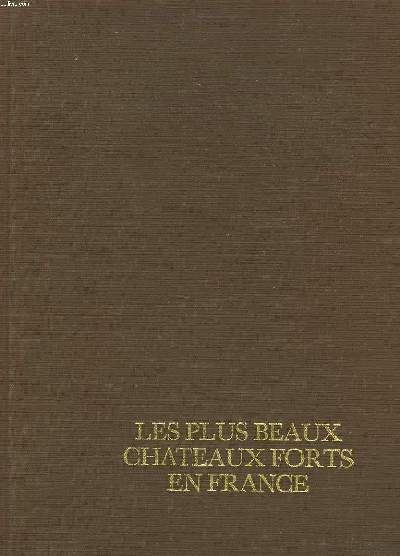 LES PLUS BEAUX
CHATEAUX FORTS
EN FRANCE